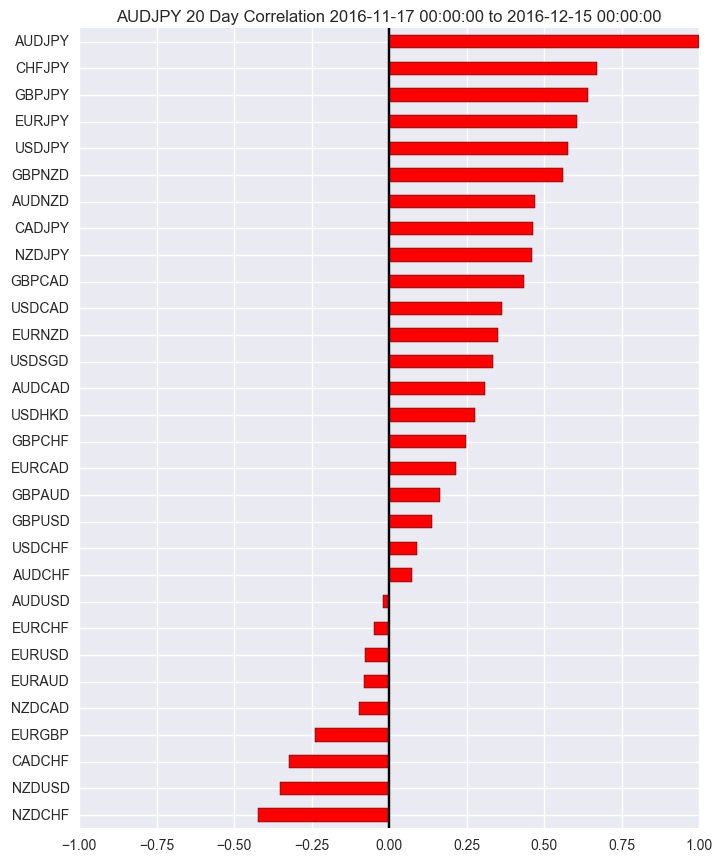 AUDJPY 20 Day Correlation 2016-11-17 00:00:00 to 2016-12-15 00:00:00
AUDJPY
CHFJPY
GBPJPY
EURJPY
USDJPY
GBPNZD
AUDNZD
CADJPY
NZDJPY
GBPCAD
USDCAD
EURNZD
USDSGD
AUDCAD
USDHKD
GBPCHF
EURCAD
GBPAUD
GBPUSD
USDCHF
AUDCHF
AUDUSD
EURCHF
EURUSD
EURAUD
NZDCAD
EURGBP
CADCHF
NZDUSD
NZDCHF
−1.00 −0.75 −0.50 −0.25 0.00 0.25 0.50 0.75 1.00